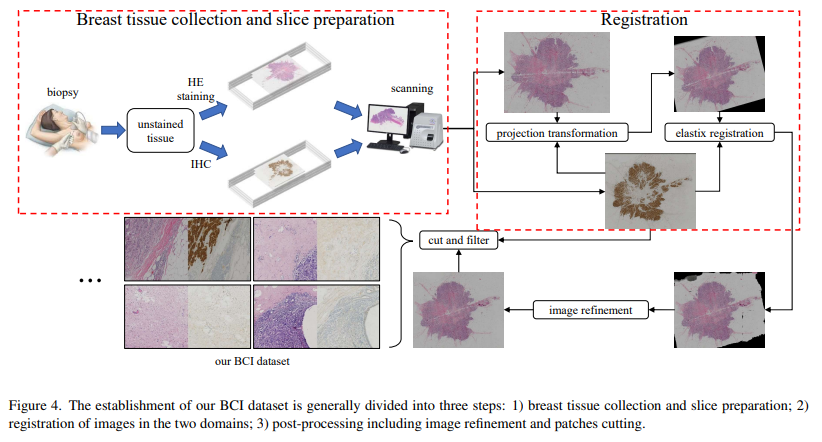 Breast tissue collection and slice preparation
Registration
biopsy
unstained
tissue
HE
staining
IHC
scanning
projection transformation
elastix registration
cut and filter
image refinement
...
our BCI dataset
Figure 4. The establishment of our BCI dataset is generally divided into three steps: 1) breast tissue collection and slice preparation; 2)
registration of images in the two domains; 3) post-processing including image refinement and patches cutting.